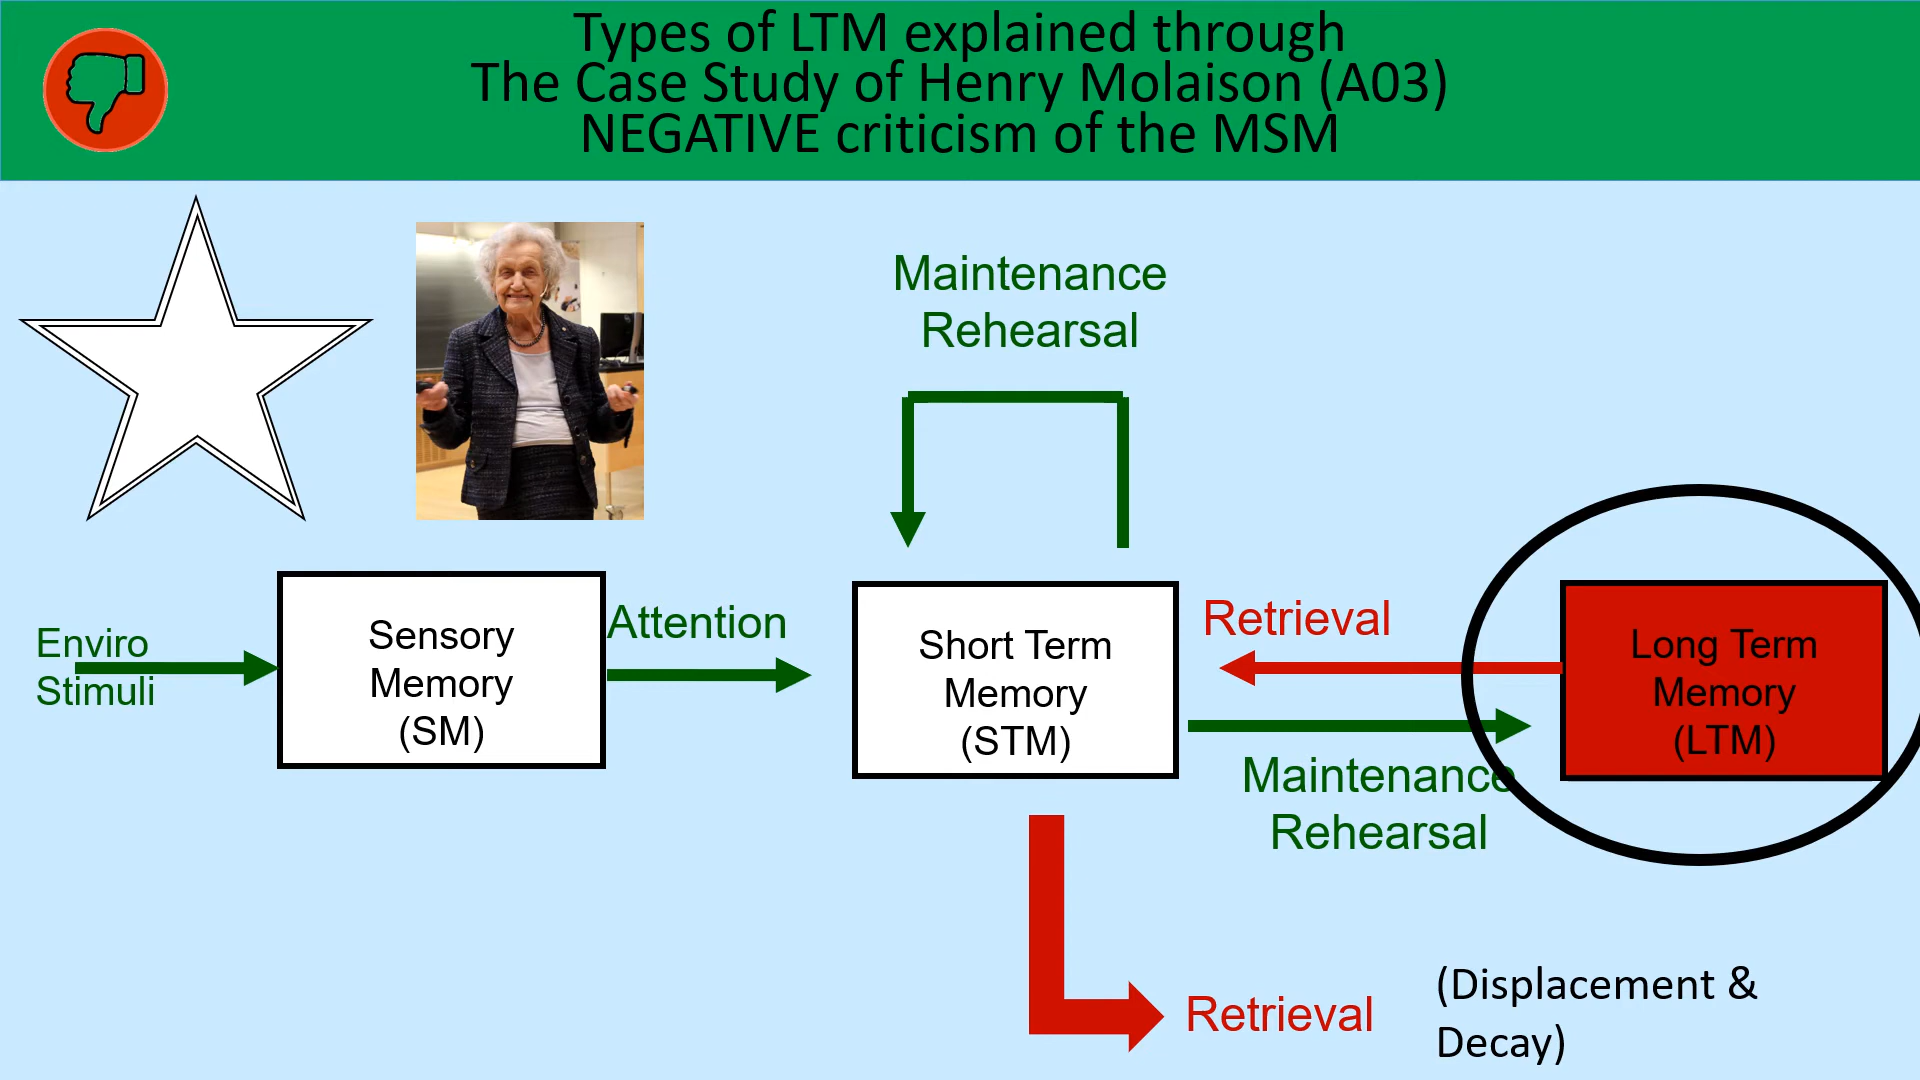 Types of LTM explained through
The Case Study of Henry Molaison (A03)
NEGATIVE criticism of the MSM
Maintenance
Rehearsal
Enviro
Stimuli
Sensory
Memory
(SM)
Attention
Short Term
Memory
(STM)
Retrieval
Maintenance
Rehearsal
Long Term
Memory
(LTM)
Retrieval
(Displacement &
Decay)